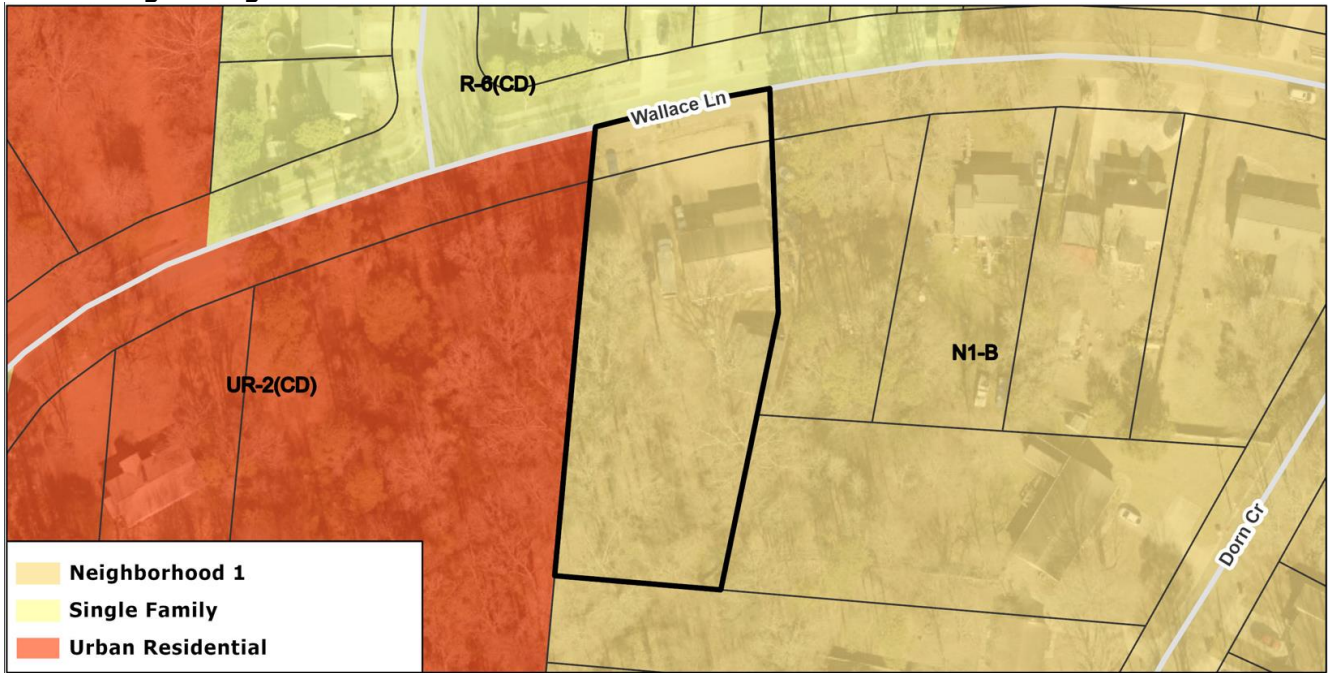 R-6(CD)
Wallace Ln
N1-B
UR-2(CD)
Dorn Cr
Neighborhood 1
Single Family
Urban Residential